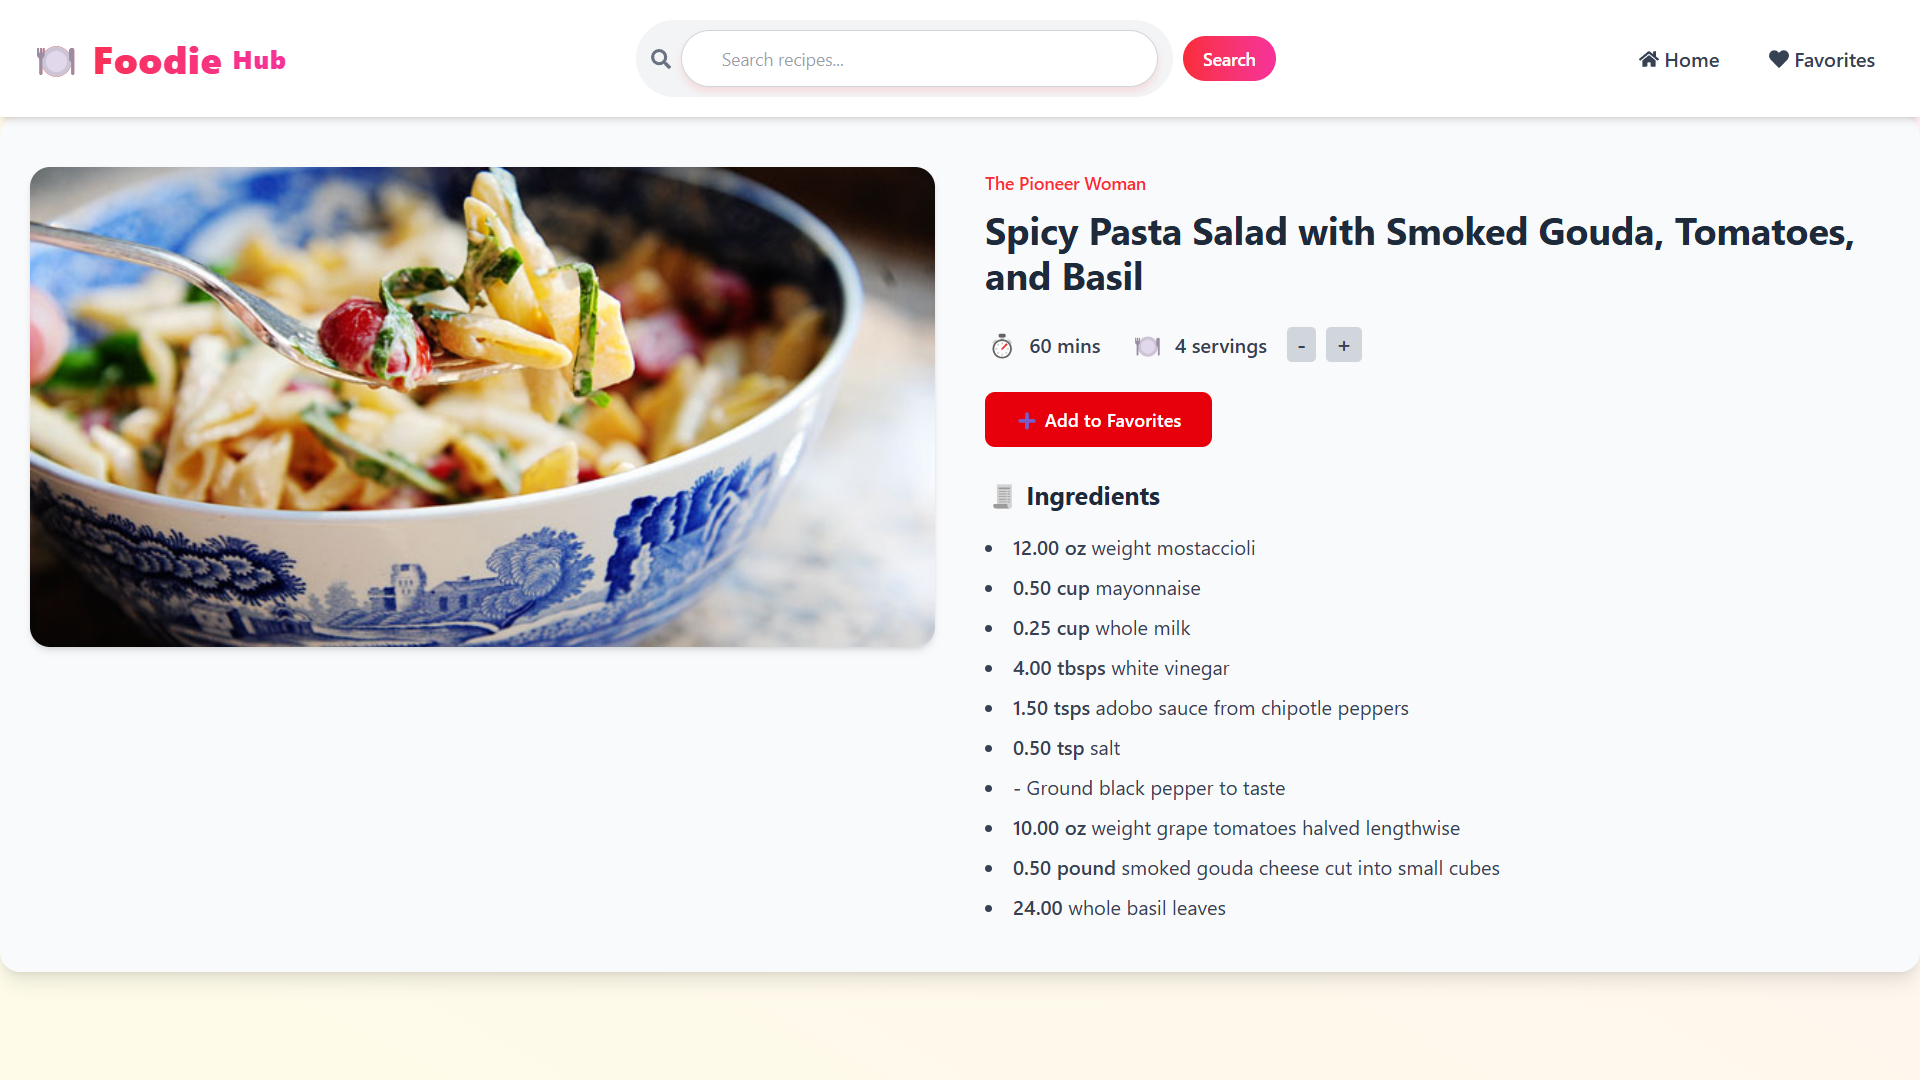 Foodie Hub
Search recipes...
Search
Home
Favorites
The Pioneer Woman
Spicy Pasta Salad with Smoked Gouda, Tomatoes,
and Basil
60 mins
4 servings
-
+
Add to Favorites
Ingredients
12.00 oz weight mostaccioli
0.50 cup mayonnaise
0.25 cup whole milk
4.00 tbsps white vinegar
1.50 tsps adobo sauce from chipotle peppers
0.50 tsp salt
- Ground black pepper to taste
10.00 oz weight grape tomatoes halved lengthwise
0.50 pound smoked gouda cheese cut into small cubes
24.00 whole basil leaves